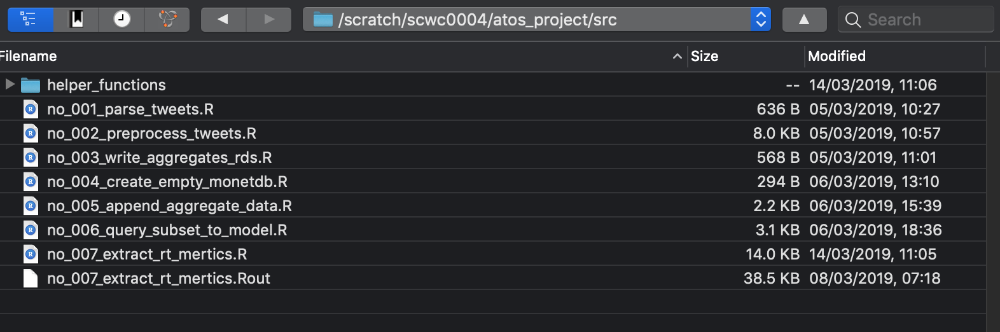 /scratch/scwc0004/atos_project/src Search
Filename Size Modified
helper_functions -- 14/03/2019, 11:06
no_001_parse_tweets.R 636 B 05/03/2019, 10:27
no_002_preprocess_tweets.R 8.0 KB 05/03/2019, 10:57
no_003_write_aggregates_rds.R 568 B 05/03/2019, 11:01
no_004_create_empty_monetdb.R 294 B 06/03/2019, 13:10
no_005_append_aggregate_data.R 2.2 KB 06/03/2019, 15:39
no_006_query_subset_to_model.R 3.1 KB 06/03/2019, 18:36
no_007_extract_rt_mertics.R 14.0 KB 14/03/2019, 11:05
no_007_extract_rt_mertics.Rout 38.5 KB 08/03/2019, 07:18